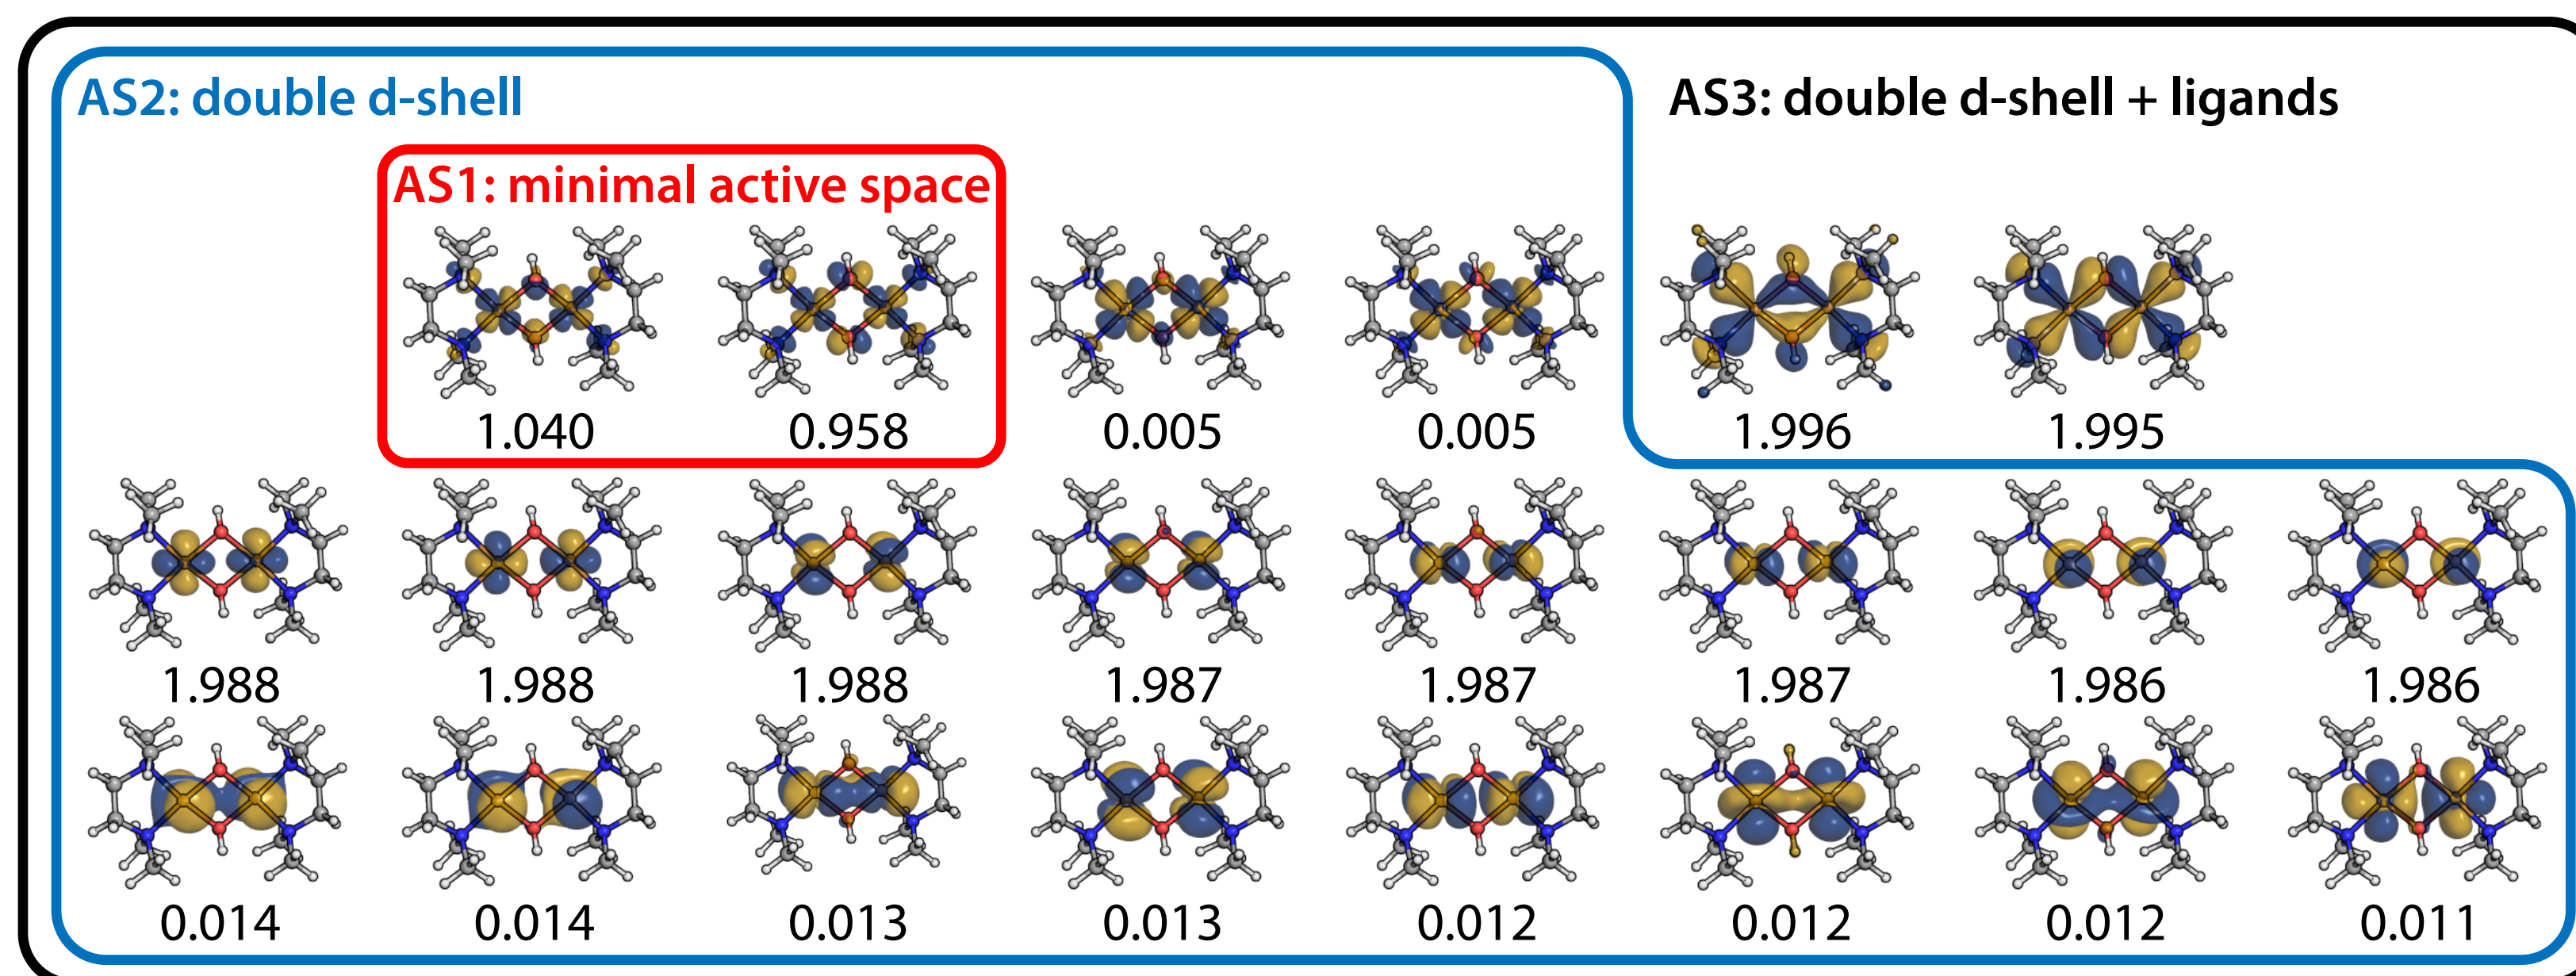 AS2: double d-shell
AS3: double d-shell + ligands
AS1: minimal active space
1.040 0.958 0.005 0.005 1.996 1.995
1.988 1.988 1.988 1.987 1.987 1.987 1.986 1.986
0.014 0.014 0.013 0.013 0.012 0.012 0.012 0.011